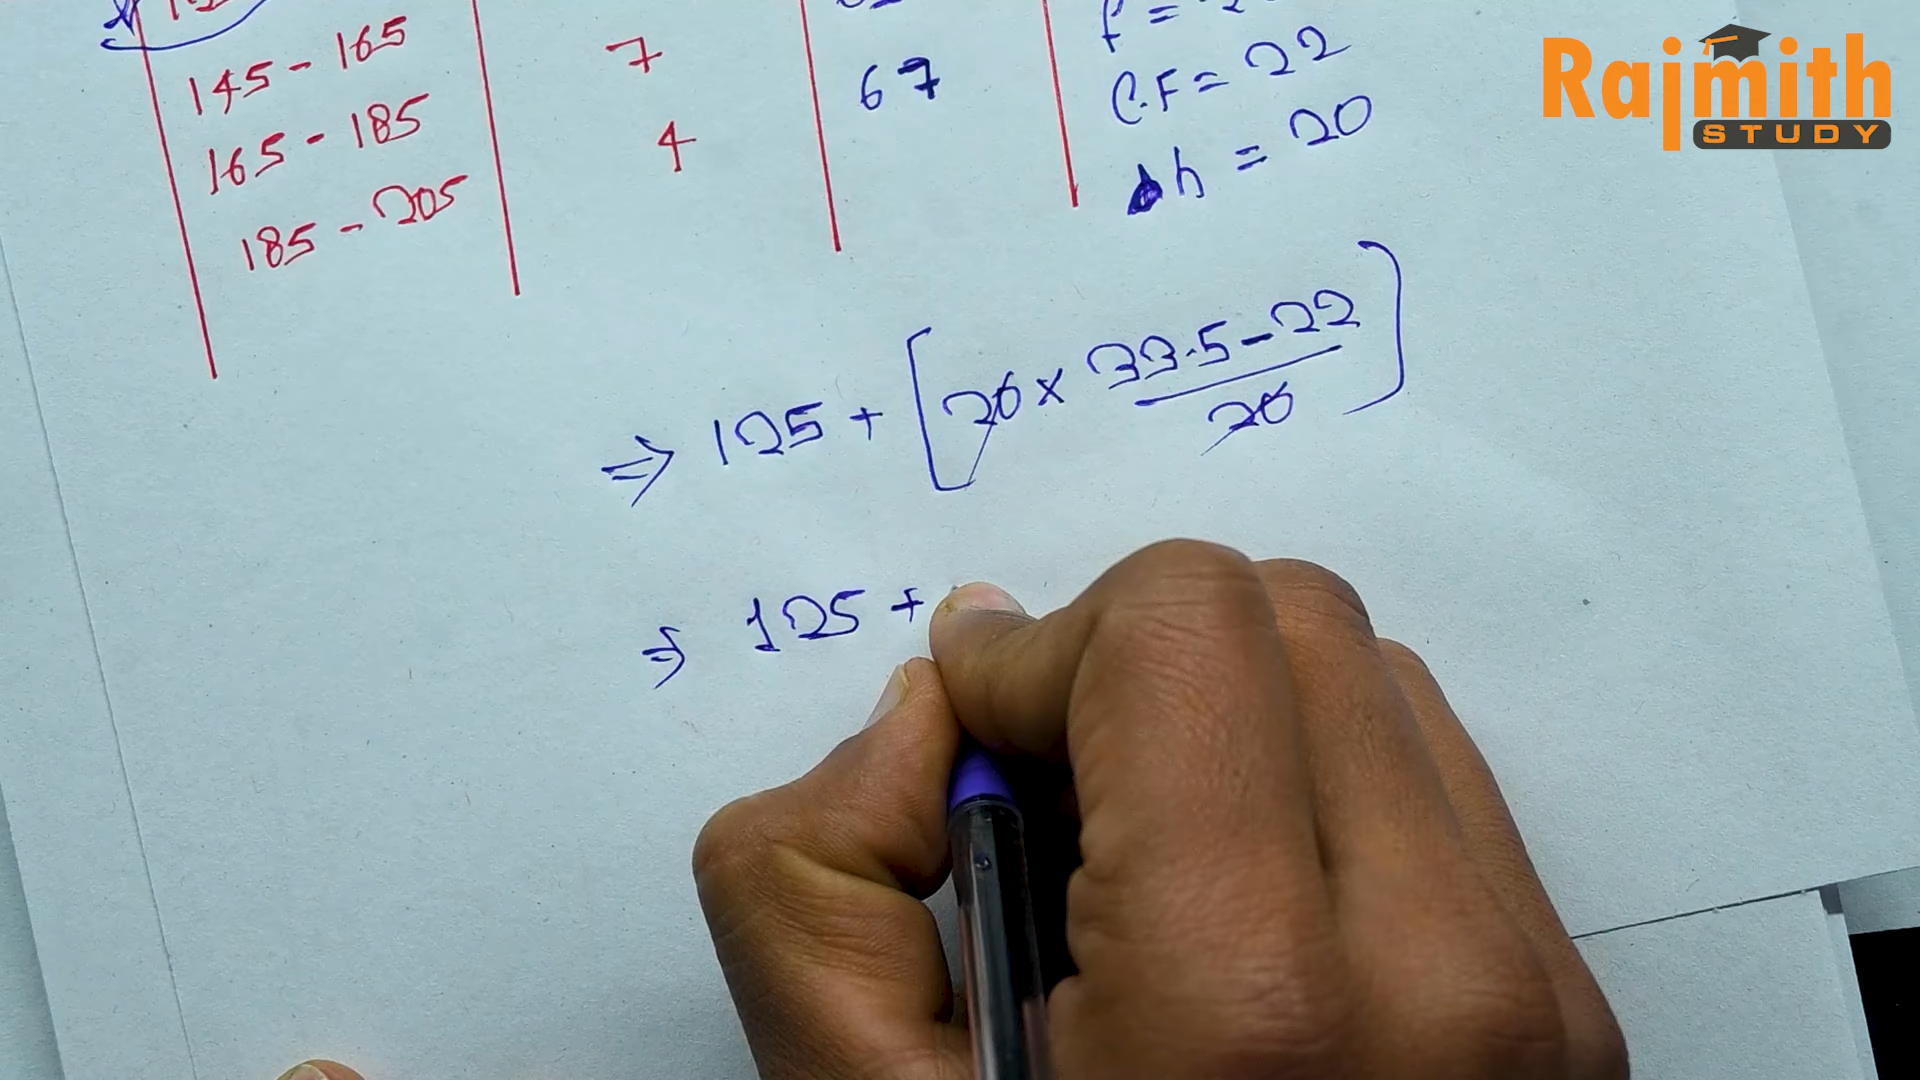 145 - 165 7
165 - 185 4 67
185 - 205
C.F = 22
h = 20
⇒ 125 + [20 × 33.5 - 22 / 20]
⇒ 125 +
Rajmith
STUDY